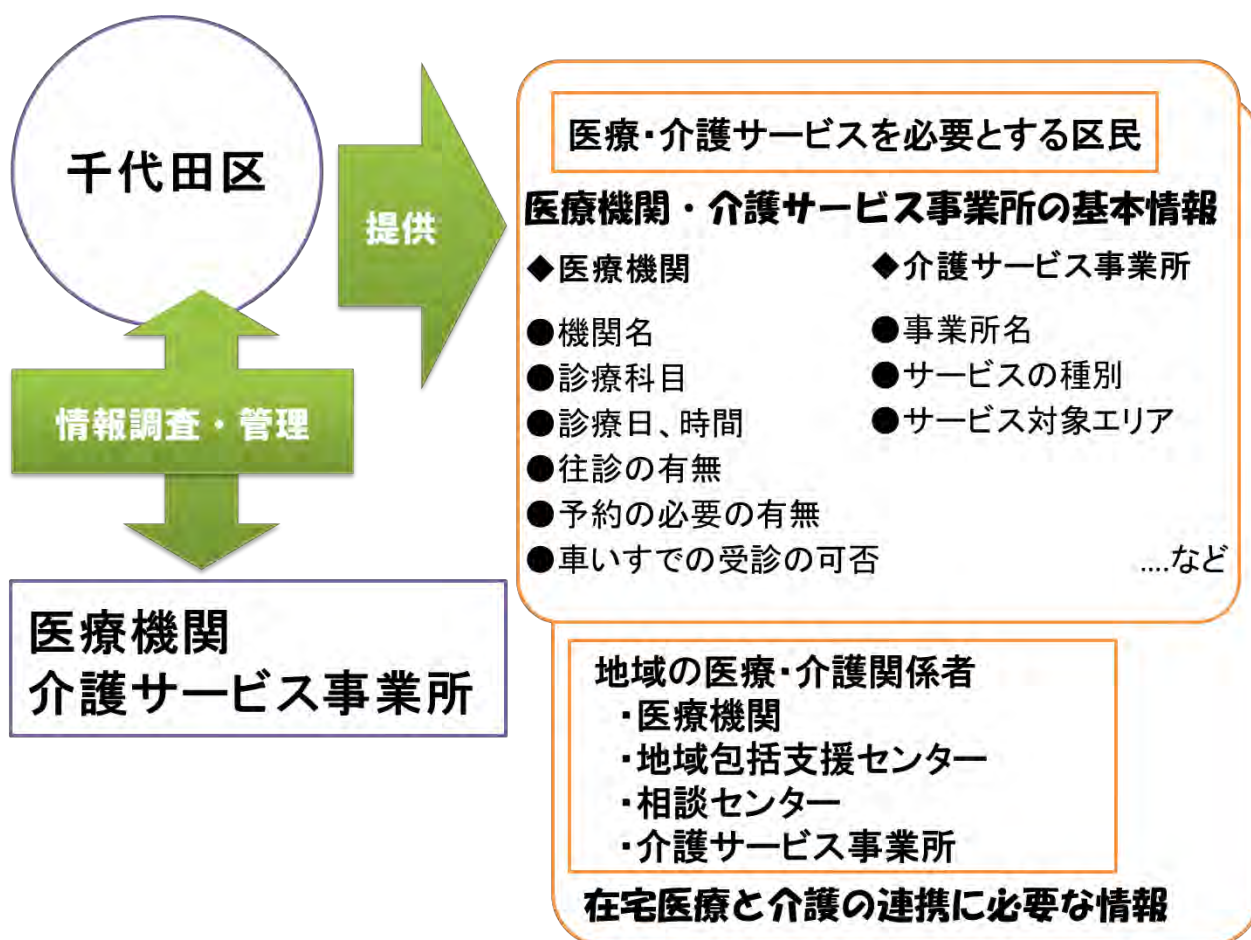 千代田区
提供
情報調査・管理
医療機関
介護サービス事業所
医療・介護サービスを必要とする区民
医療機関・介護サービス事業所の基本情報
◆医療機関
●機関名
●診療科目
●診療日、時間
●往診の有無
●予約の必要の有無
●車いすでの受診の可否
◆介護サービス事業所
●事業所名
●サービスの種別
●サービス対象エリア
....など
地域の医療・介護関係者
・医療機関
・地域包括支援センター
・相談センター
・介護サービス事業所
在宅医療と介護の連携に必要な情報